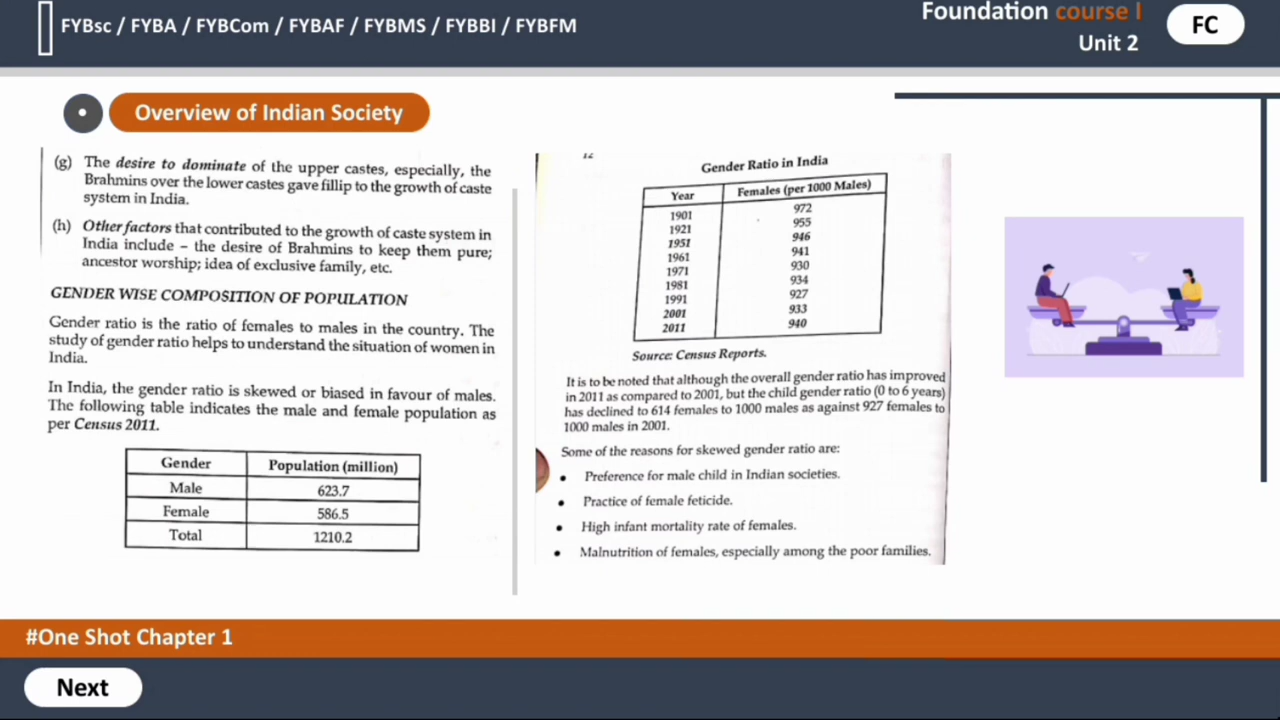 FYBsc / FYBA / FYBCom / FYBAF / FYBMS / FYBBI / FYBFM
Foundation course I
Unit 2
FC
Overview of Indian Society
(g) The desire to dominate of the upper castes, especially, the
Brahmins over the lower castes gave fillip to the growth of caste
system in India.
(h) Other factors that contributed to the growth of caste system in
India include – the desire of Brahmins to keep them pure;
ancestor worship; idea of exclusive family, etc.
GENDER WISE COMPOSITION OF POPULATION
Gender ratio is the ratio of females to males in the country. The
study of gender ratio helps to understand the situation of women in
India.
In India, the gender ratio is skewed or biased in favour of males.
The following table indicates the male and female population as
per Census 2011.
Gender Population (million)
Male 623.7
Female 586.5
Total 1210.2
Gender Ratio in India
Year Females (per 1000 Males)
1901 972
1921 955
1951 946
1961 941
1971 930
1981 934
1991 927
2001 933
2011 940
Source: Census Reports.
It is to be noted that although the overall gender ratio has improved
in 2011 as compared to 2001, but the child gender ratio (0 to 6 years)
has declined to 614 females to 1000 males as against 927 females to
1000 males in 2001.
Some of the reasons for skewed gender ratio are:
• Preference for male child in Indian societies.
• Practice of female feticide.
• High infant mortality rate of females.
• Malnutrition of females, especially among the poor families.
#One Shot Chapter 1
Next